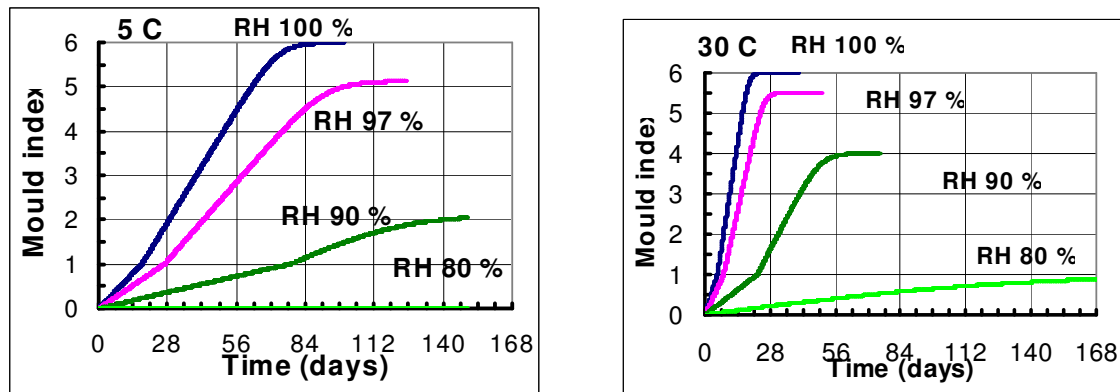 5 C
RH 100 %
6
5
4
3
2
1
0
Mould index
RH 97 %
RH 90 %
RH 80 %
0 28 56 84 112 140 168
Time (days)
30 C
RH 100 %
6
5
4
3
2
1
0
Mould index
RH 97 %
RH 90 %
RH 80 %
0 28 56 84 112 140 168
Time (days)